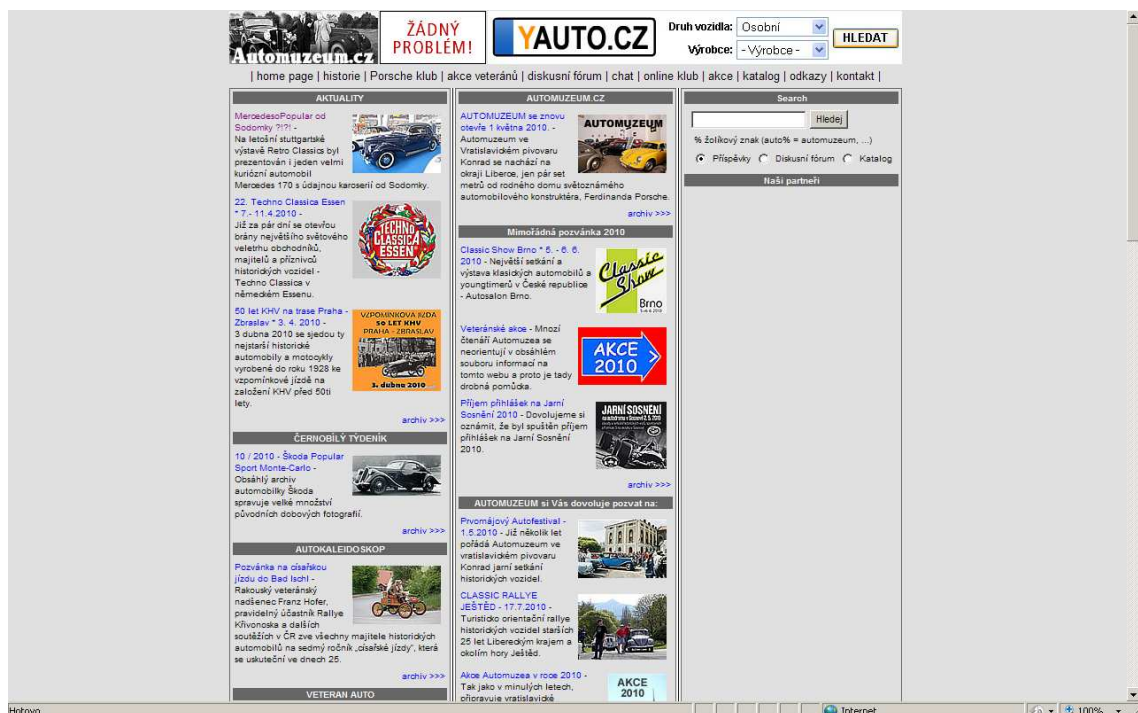 Automuzeum.cz
ŽÁDNÝ
PROBLÉM!
YAUTO.CZ
Druh vozidla: Osobní
Výrobce: - Výrobce -
HLEDAT
| home page | historie | Porsche klub | akce veteránů | diskusní fórum | chat | online klub | akce | katalog | odkazy | kontakt |
AKTUALITY
MercedesoPopular od
Sodomky ?!?! -
Na letošní stuttgartské
výstavě Retro Classics byl
prezentován i jeden velmi
kuriózní automobil
Mercedes 170 s údajnou karoserií od Sodomky.
22. Techno Classica Essen
* 7.- 11.4.2010 -
Již za pár dní se otevřou
brány největšího světového
veletrhu obchodníků,
majitelů a příznivců
historických vozidel -
Techno Classica v
německém Essenu.
TECHNO
CLASSICA
ESSEN
50 let KHV na trase Praha -
Zbraslav * 3. 4. 2010 -
3 dubna 2010 se sjedou ty
nejstarší historické
automobily a motocykly
vyrobené do roku 1928 ke
vzpomínkové jízdě na
založení KHV před 50ti
lety.
VZPOMÍNKOVÁ JÍZDA
50 LET KHV
PRAHA - ZBRASLAV
3. dubna 2010
archiv >>>
ČERNOBÍLÝ TÝDENÍK
10 / 2010 - Škoda Popular
Sport Monte-Carlo -
Obsáhlý archiv
automobilky Škoda
spravuje velké množství
původních dobových fotografií.
archiv >>>
AUTOKALEIDOSKOP
Pozvánka na císařskou
jízdu do Bad Ischl -
Rakouský veteránský
nadšenec Franz Hofer,
pravidelný účastník Rallye
Křivonoska a dalších
soutěžích v ČR zve všechny majitele historických
automobilů na sedmý ročník „císařské jízdy", která
se uskuteční ve dnech 25.
archiv >>>
VETERAN AUTO
AUTOMUZEUM.CZ
AUTOMUZEUM se znovu
otevře 1 května 2010. -
Automuzeum ve
Vratislavickém pivovaru
Konrad se nachází na
okraji Liberce, jen pár set
metrů od rodného domu světoznámého
automobilového konstruktéra, Ferdinanda Porsche.
AUTOMUZEUM
archiv >>>
Mimořádná pozvánka 2010
Classic Show Brno * 5. - 6. 6.
2010 - Největší setkání a
výstava klasických automobilů a
youngtimerů v České republice
- Autosalon Brno.
Classic
Show
Brno
Veteránské akce - Mnozí
čtenáři Automuzea se
neorientují v obsáhlém
souboru informací na
tomto webu a proto je tady
drobná pomůcka.
AKCE
2010
Příjem přihlášek na Jarní
Sosnění 2010 - Dovolujeme si
oznámit, že byl spuštěn příjem
přihlášek na Jarní Sosnění
2010.
JARNÍ SOSNĚNÍ
archiv >>>
AUTOMUZEUM si Vás dovoluje pozvat na:
Prvomájový Autofestival -
1.5.2010 - Již několik let
pořádá Automuzeum ve
vratislavickém pivovaru
Konrad jarní setkání
historických vozidel.
CLASSIC RALLYE
JEŠTĚD - 17.7.2010 -
Turisticko orientační rallye
historických vozidel starších
25 let Libereckým krajem a
okolím hory Ještěd.
Akce Automuzea v roce 2010 -
Tak jako v minulých letech,
připravuje vratislavické
AKCE
2010
Search
Hledej
% žolíkový znak (auto% = automuzeum, ...)
Příspěvky Diskusní fórum Katalog
Naši partneři
Hotovo
Internet
100%